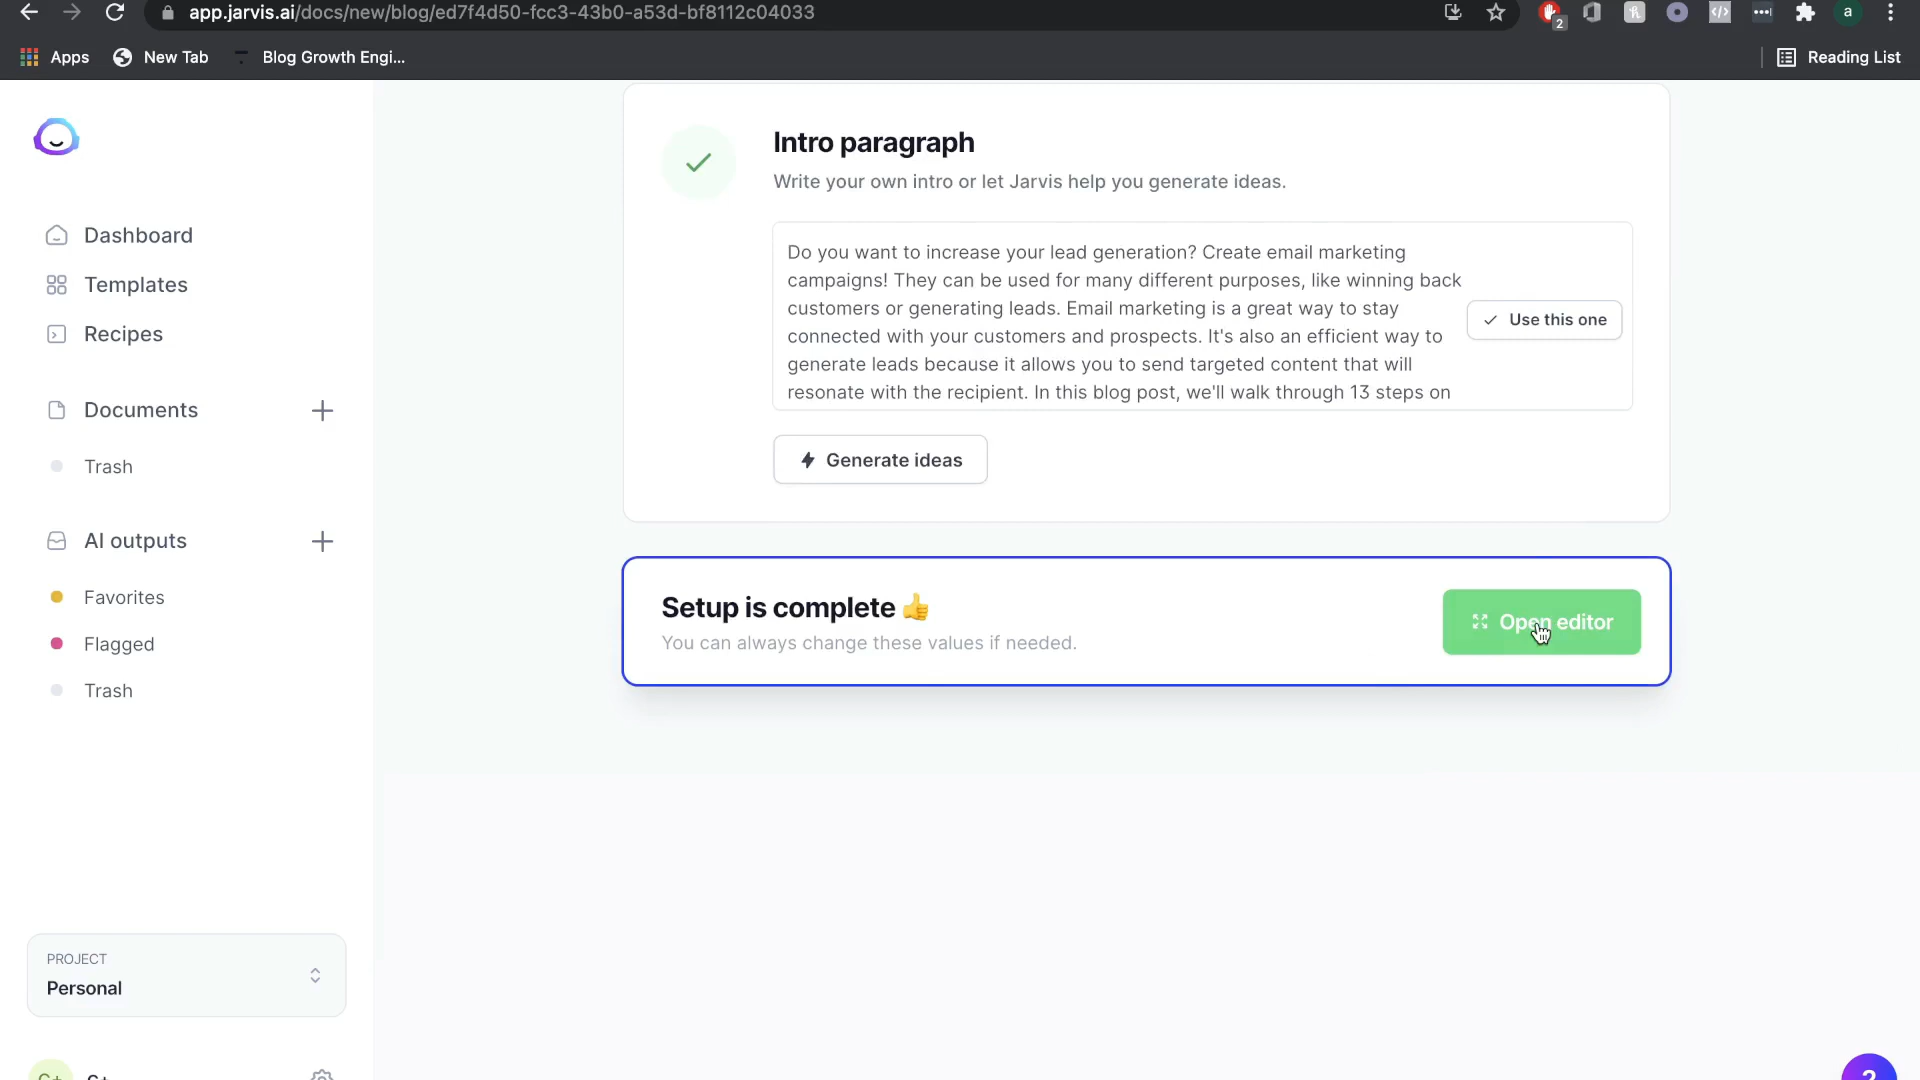 app.jarvis.ai/docs/new/blog/ed7f4d50-fcc3-43b0-a53d-bf8112c04033
2
a
Apps
New Tab
Blog Growth Engi...
Reading List
Dashboard
Templates
Recipes
Documents
Trash
AI outputs
Favorites
Flagged
Trash
PROJECT
Personal
Intro paragraph
Write your own intro or let Jarvis help you generate ideas.
Do you want to increase your lead generation? Create email marketing
campaigns! They can be used for many different purposes, like winning back
customers or generating leads. Email marketing is a great way to stay
connected with your customers and prospects. It's also an efficient way to
generate leads because it allows you to send targeted content that will
resonate with the recipient. In this blog post, we'll walk through 13 steps on
Use this one
Generate ideas
Setup is complete 👍
You can always change these values if needed.
Open editor
?